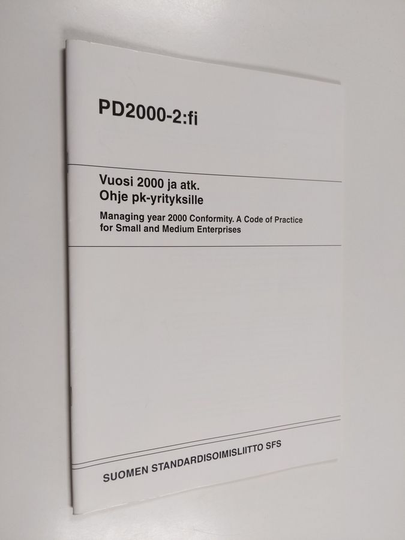 PD2000-2:fi
Vuosi 2000 ja atk.
Ohje pk-yrityksille
Managing year 2000 Conformity. A Code of Practice
for Small and Medium Enterprises
SUOMEN STANDARDISOIMISLIITTO SFS